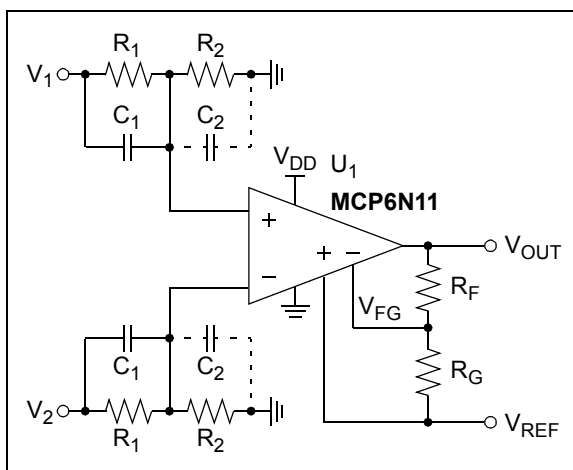 R1 R2
V1
C1 C2
VDD U1
MCP6N11
+
+ −
−
VOUT
RF
VFG
C1 C2
RG
V2
R1 R2
VREF